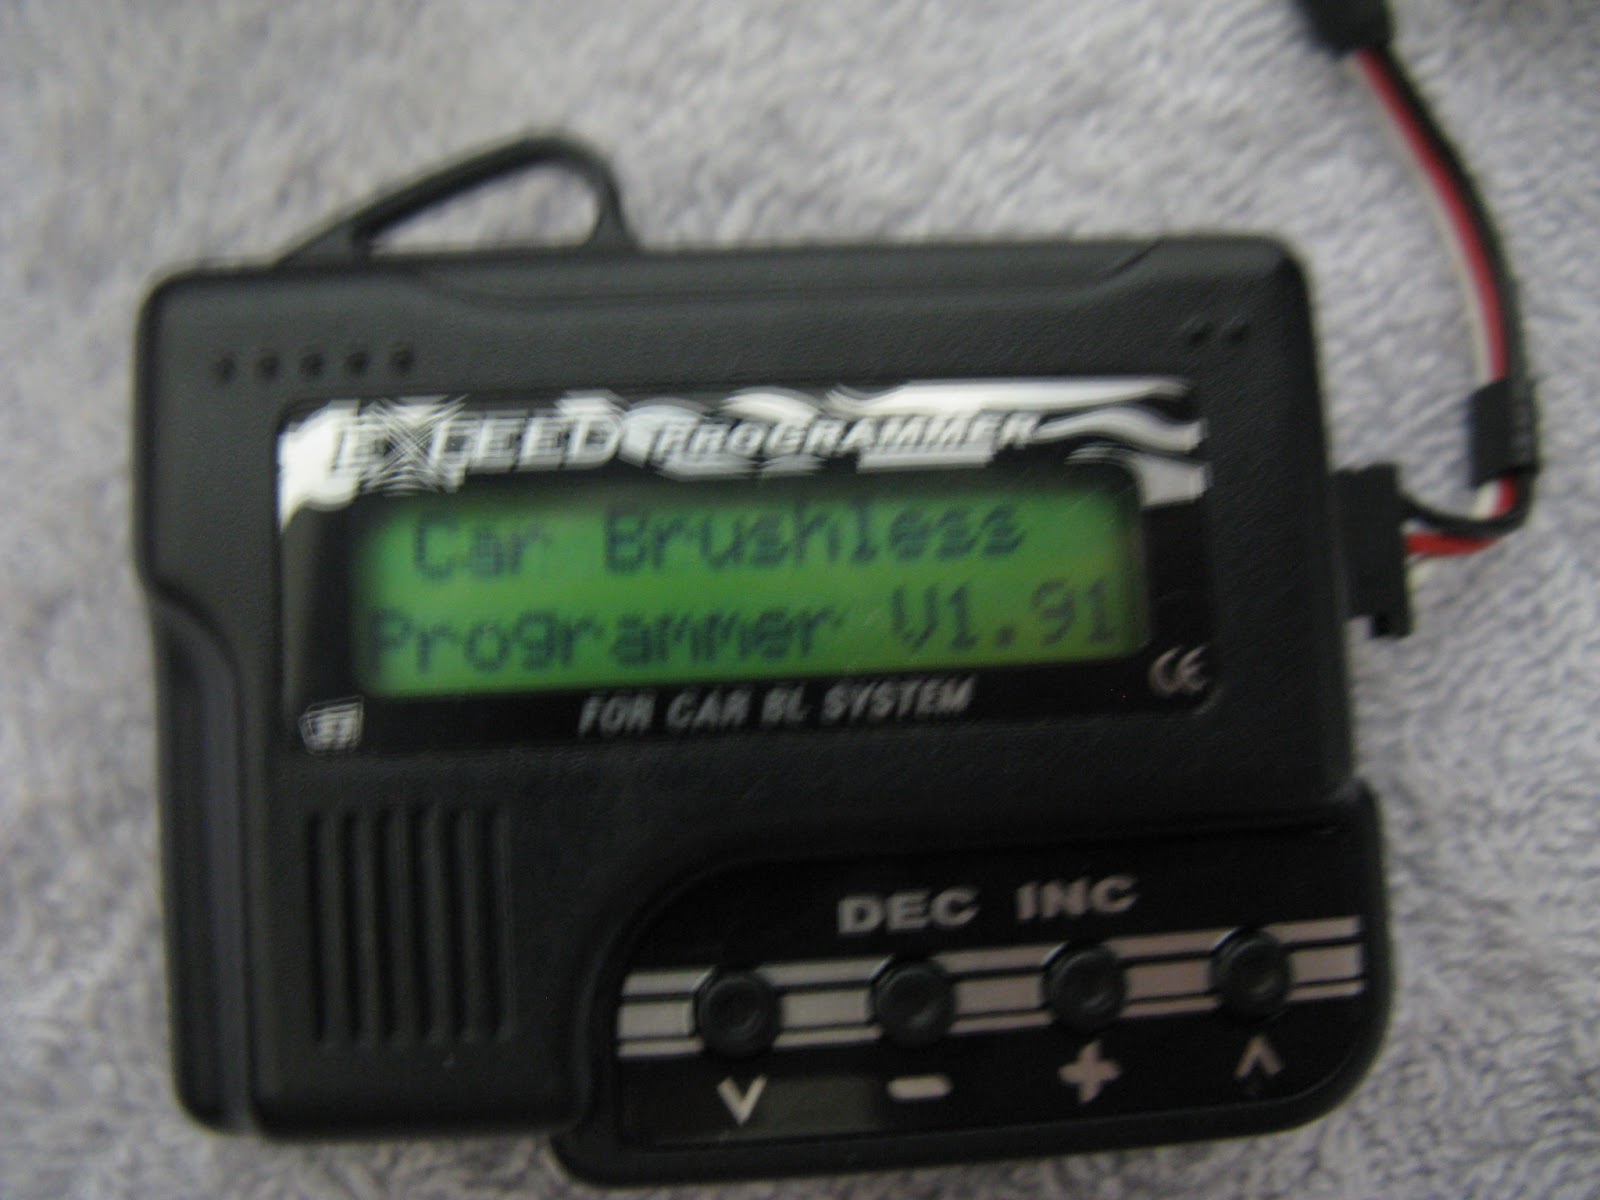 EXCEED PROGRAMMER
Car Brushless
Programmer V1.91
FOR CAR BL SYSTEM
CE
DEC INC
V - + Λ